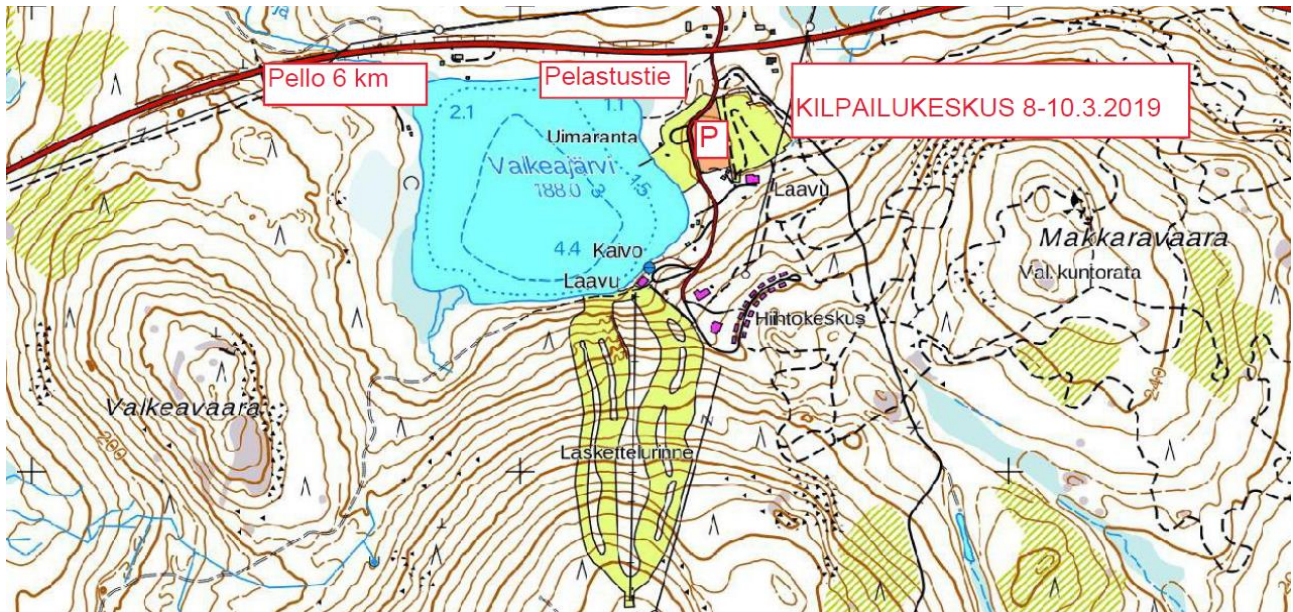 Pello 6 km
Pelastustie
KILPAILUKESKUS 8-10.3.2019
2.1
1.1
P
Uimaranta
Valkeajärvi
188.0
3
1.5
Laavu
4.4
Kaivo
Laavu
Makkaravaara
Val. kuntorata
Hiihtokeskus
Valkeavaara
200
240
Laskettelurinne